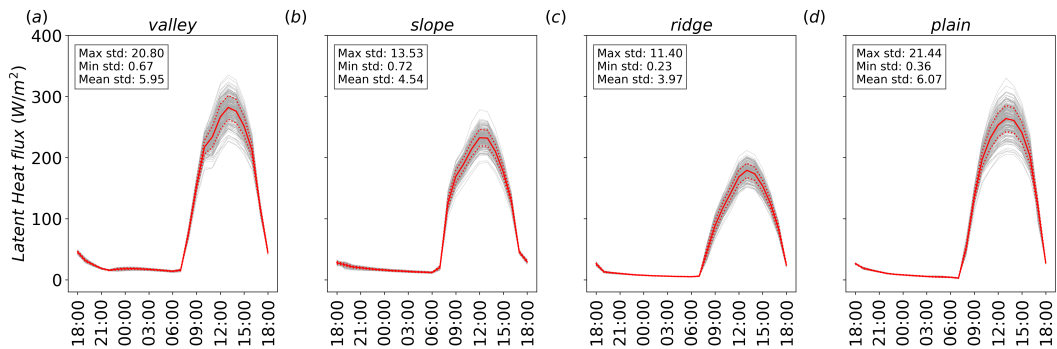 (a) valley
(b) slope
(c) ridge
(d) plain
Latent Heat flux (W/m²)
400
300
200
100
0
Max std: 20.80
Min std: 0.67
Mean std: 5.95
Max std: 13.53
Min std: 0.72
Mean std: 4.54
Max std: 11.40
Min std: 0.23
Mean std: 3.97
Max std: 21.44
Min std: 0.36
Mean std: 6.07
18:00 21:00 00:00 03:00 06:00 09:00 12:00 15:00 18:00
18:00 21:00 00:00 03:00 06:00 09:00 12:00 15:00 18:00
18:00 21:00 00:00 03:00 06:00 09:00 12:00 15:00 18:00
18:00 21:00 00:00 03:00 06:00 09:00 12:00 15:00 18:00